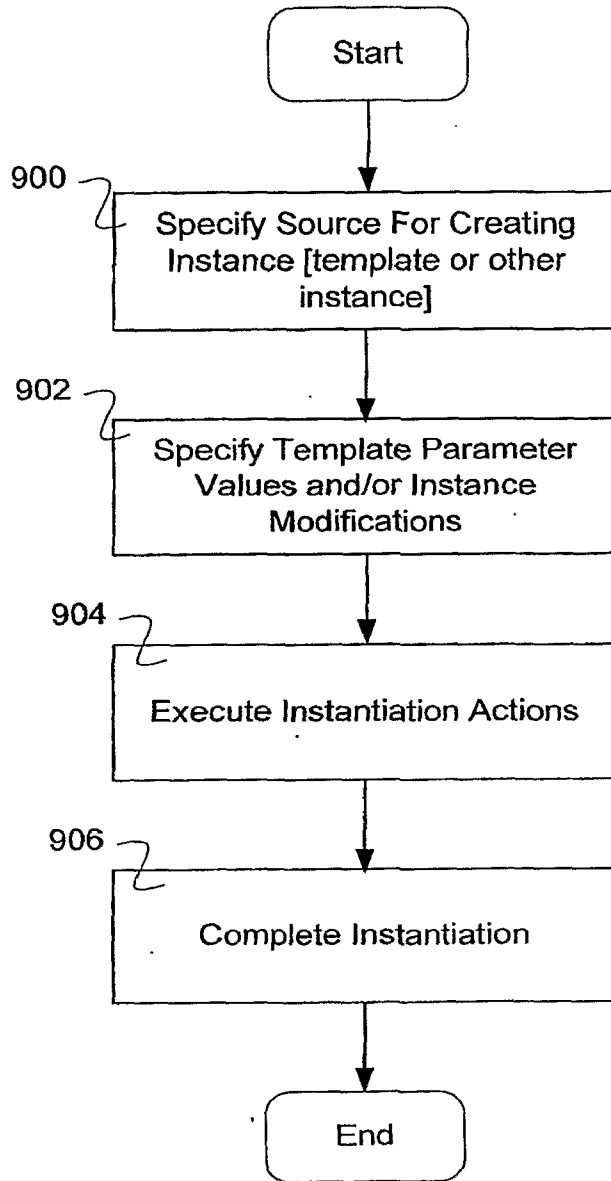 Start
900
Specify Source For Creating
Instance [template or other
instance]
902
Specify Template Parameter
Values and/or Instance
Modifications
904
Execute Instantiation Actions
906
Complete Instantiation
End